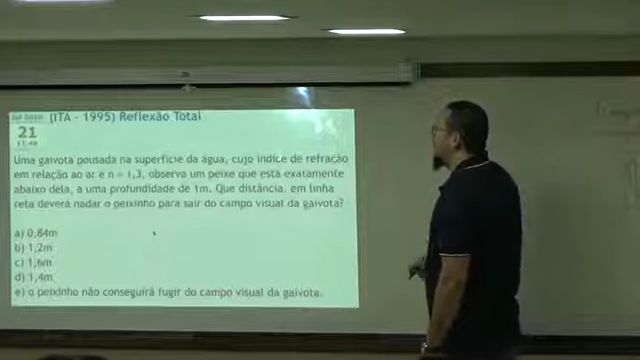 (ITA - 1995) Reflexão Total
21
Uma gaivota pousada na superfície da água, cujo índice de refração
em relação ao ar é n = 1,3, observa um peixe que está exatamente
abaixo dela, a uma profundidade de 1m. Que distância, em linha
reta deverá nadar o peixinho para sair do campo visual da gaivota?
a) 0,84m
b) 1,2m
c) 1,6m
d) 1,4m
e) o peixinho não conseguirá fugir do campo visual da gaivota.